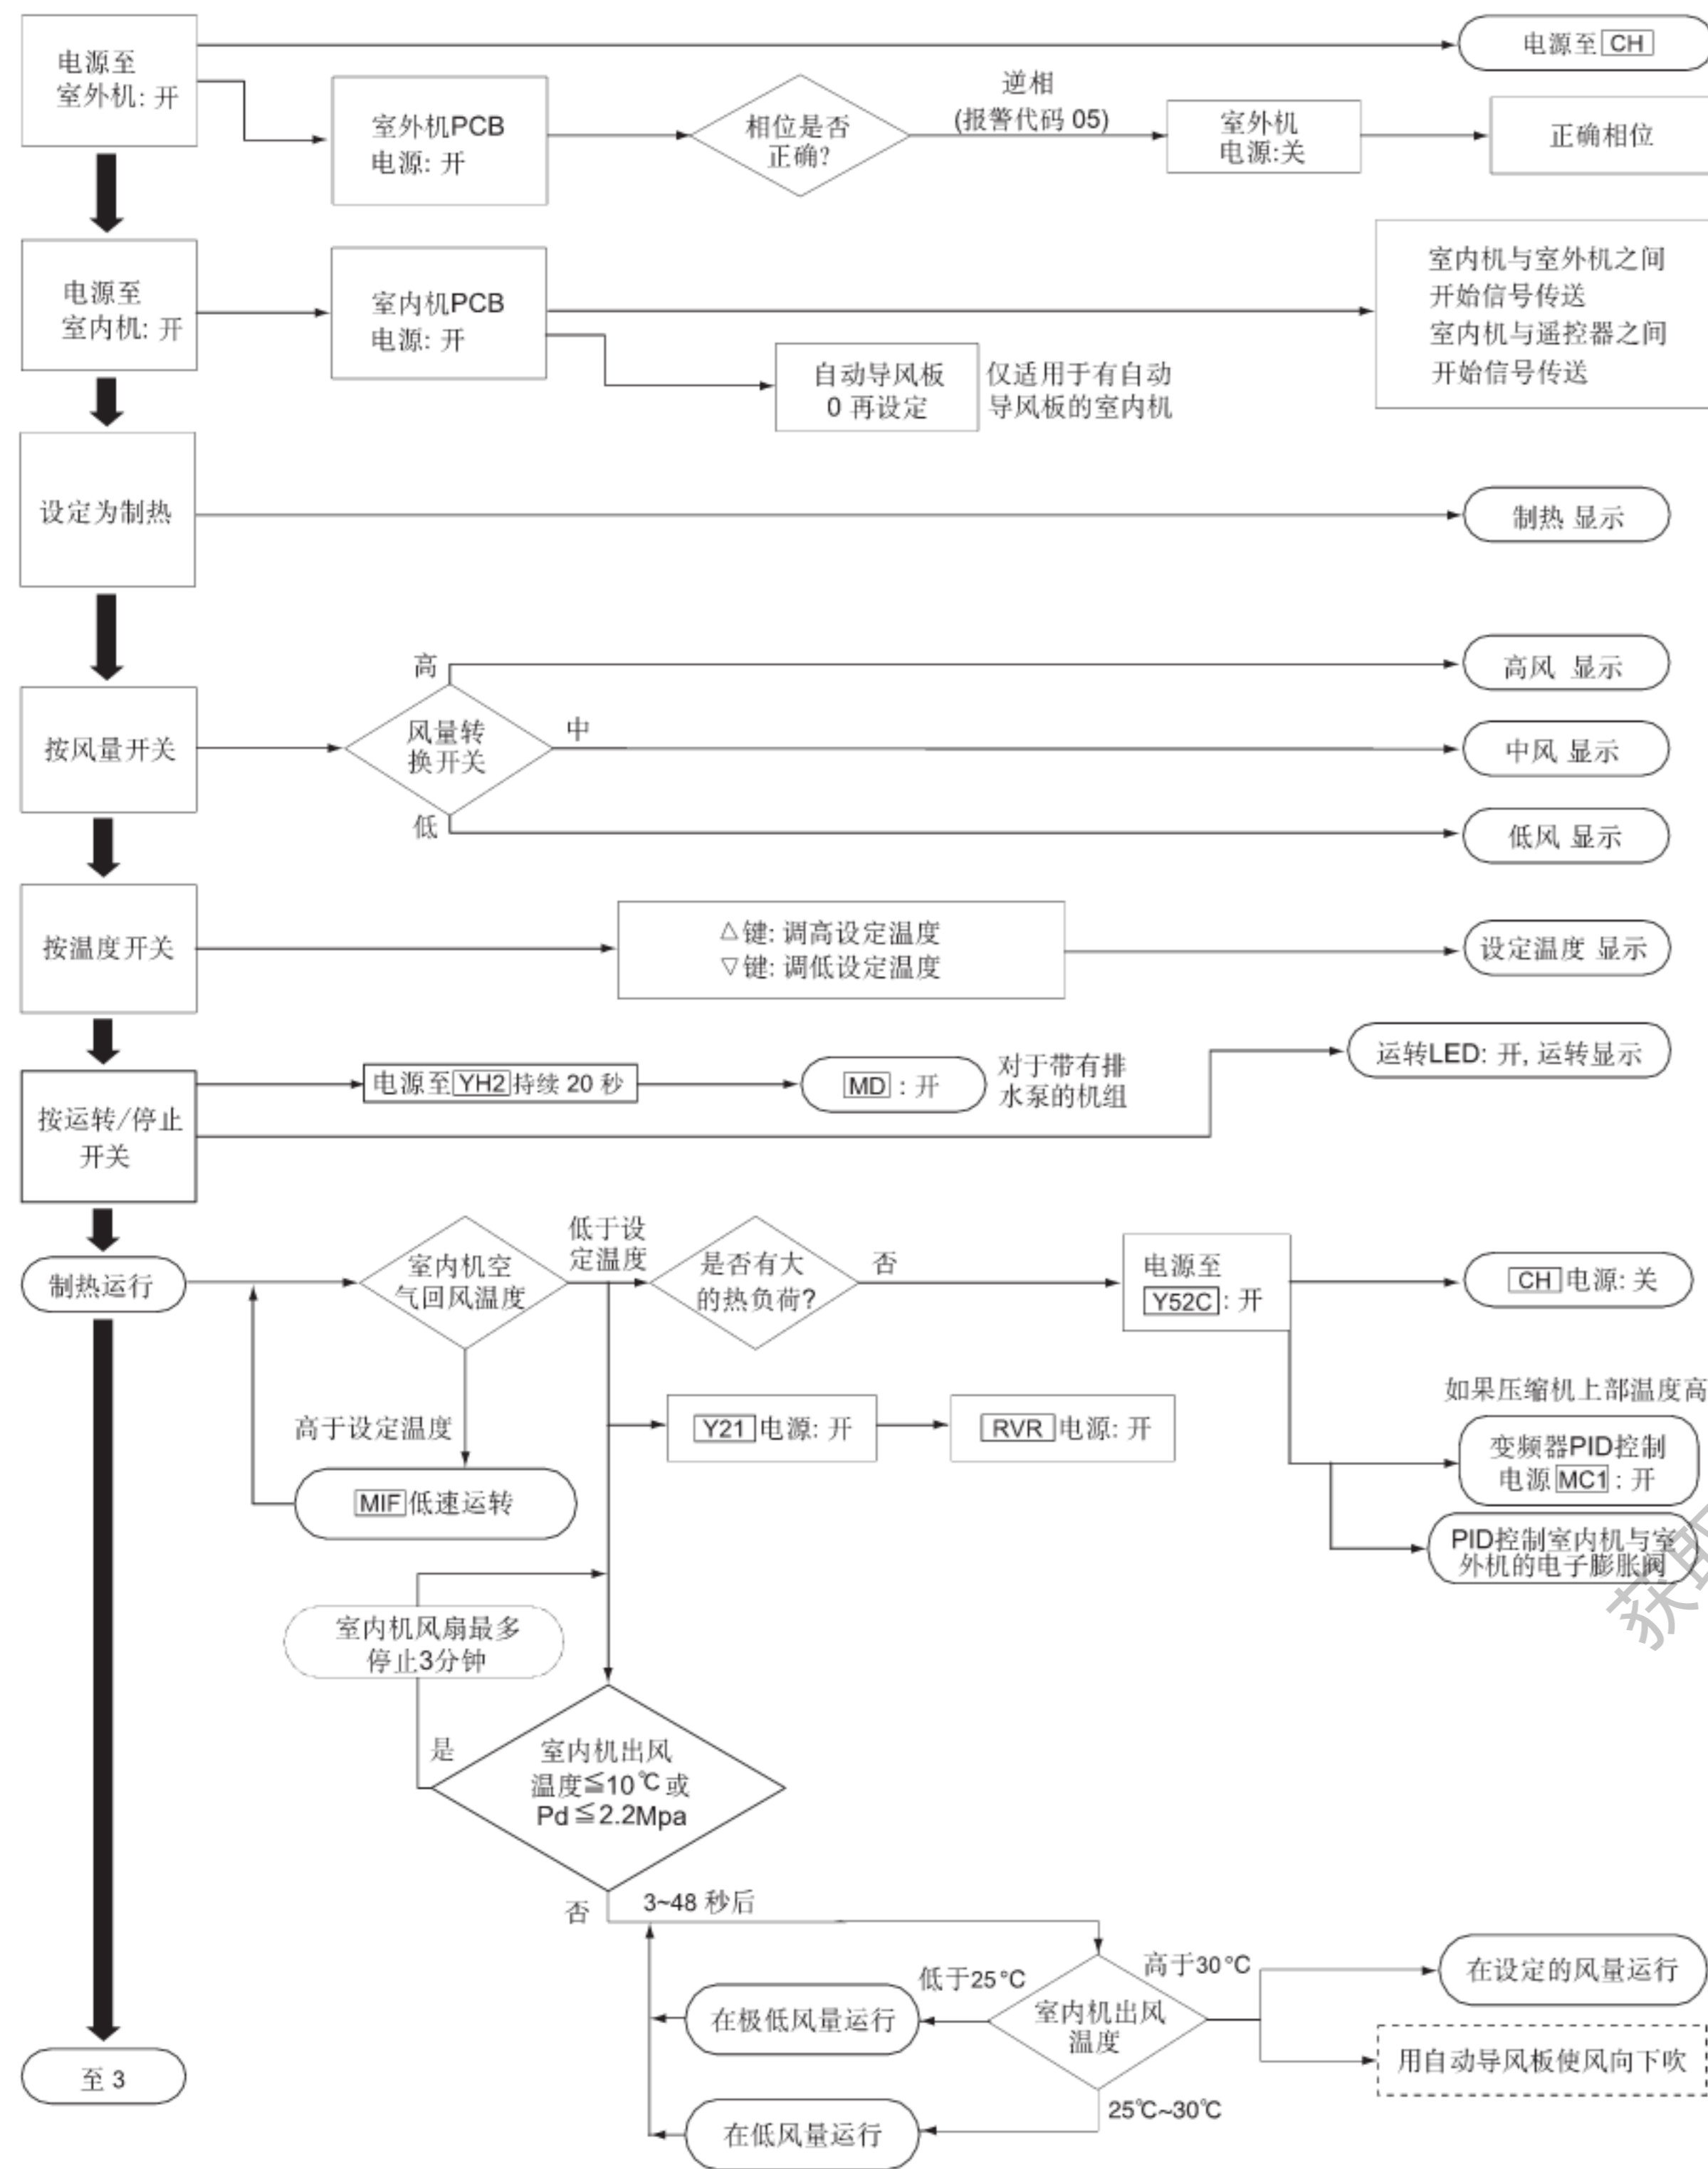 电源至
室外机: 开
电源至 CH
室外机PCB
电源: 开
相位是否
正确?
逆相
(报警代码 05)
室外机
电源:关
正确相位
电源至
室内机: 开
室内机PCB
电源: 开
室内机与室外机之间
开始信号传送
室内机与遥控器之间
开始信号传送
自动导风板
0 再设定
仅适用于有自动
导风板的室内机
设定为制热
制热 显示
按风量开关
风量转
换开关
高
高风 显示
中
中风 显示
低
低风 显示
按温度开关
△键: 调高设定温度
▽键: 调低设定温度
设定温度 显示
按运转/停止
开关
电源至 YH2 持续 20 秒
MD : 开
对于带有排
水泵的机组
运转LED: 开, 运转显示
制热运行
室内机空
气回风温度
低于设
定温度
是否有大
的热负荷?
否
电源至
Y52C : 开
CH 电源: 关
高于设定温度
MIF 低速运转
Y21 电源: 开
RVR 电源: 开
如果压缩机上部温度高
变频器PID控制
电源 MC1 : 开
PID控制室内机与室
外机的电子膨胀阀
室内机风扇最多
停止3分钟
是
室内机出风
温度≦10℃ 或
Pd ≦2.2Mpa
否
3~48 秒后
低于25°C
高于30°C
室内机出风
温度
25℃~30℃
在极低风量运行
在低风量运行
在设定的风量运行
用自动导风板使风向下吹
至 3